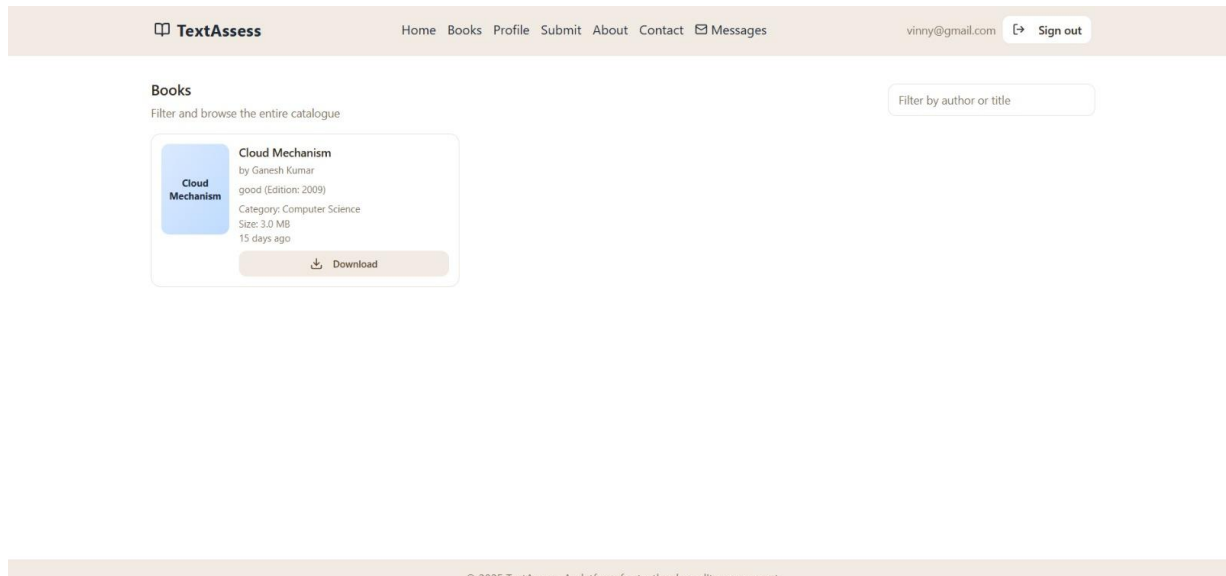 TextAssess
Home Books Profile Submit About Contact Messages
vinny@gmail.com
Sign out
Books
Filter and browse the entire catalogue
Filter by author or title
Cloud
Mechanism
Cloud Mechanism
by Ganesh Kumar
good (Edition: 2009)
Category: Computer Science
Size: 3.0 MB
15 days ago
Download